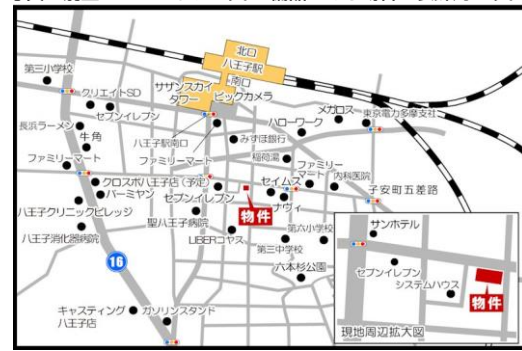 北口
八王子駅
南口
第三小学校
サザンスカイ
タワー
ビックカメラ
クリエイトSD
セブンイレブン
メガロス
東京電力多摩支社
ハローワーク
長浜ラーメン
牛角
八王子駅南口
みずほ銀行
ファミリーマート
稲荷湯
ファミリーマート
ファミリー
マート
内科医院
子安町五差路
クロスポ八王子店(予定)
セイムス
バーミヤン
セブンイレブン
ナヴィ
物件
八王子クリニックビレッジ
聖八王子病院
第六小学校
八王子消化器病院
LIBERコヤス
第三中学校
六本杉公園
16
キャスティング
八王子店
ガソリンスタンド
サンホテル
セブンイレブン
システムハウス
物件
現地周辺拡大図